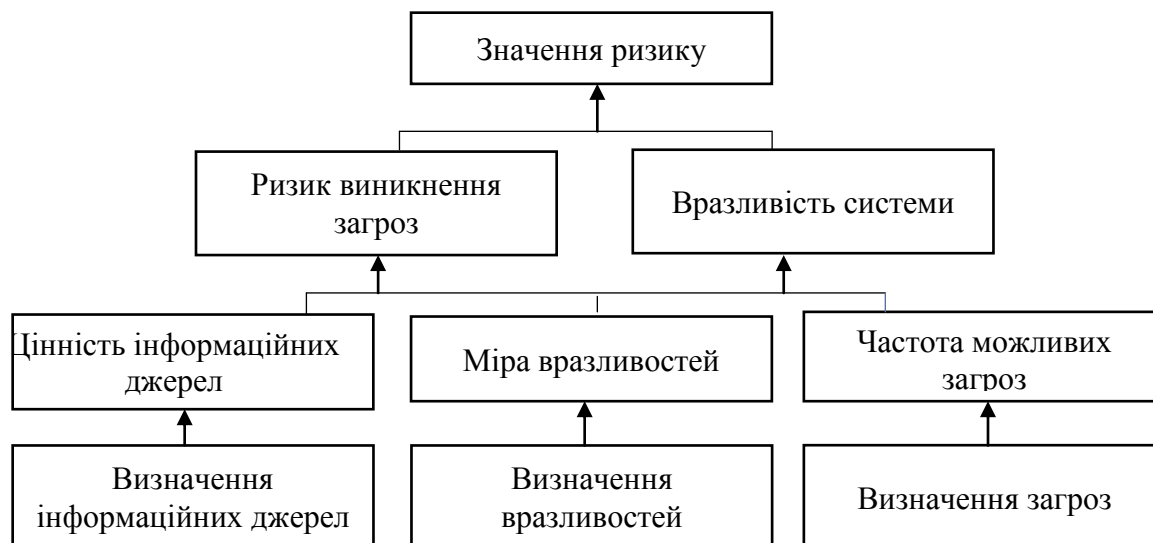 Значення ризику
Ризик виникнення
загроз
Вразливість системи
Цінність інформаційних
джерел
Міра вразливостей
Частота можливих
загроз
Визначення
інформаційних джерел
Визначення
вразливостей
Визначення загроз